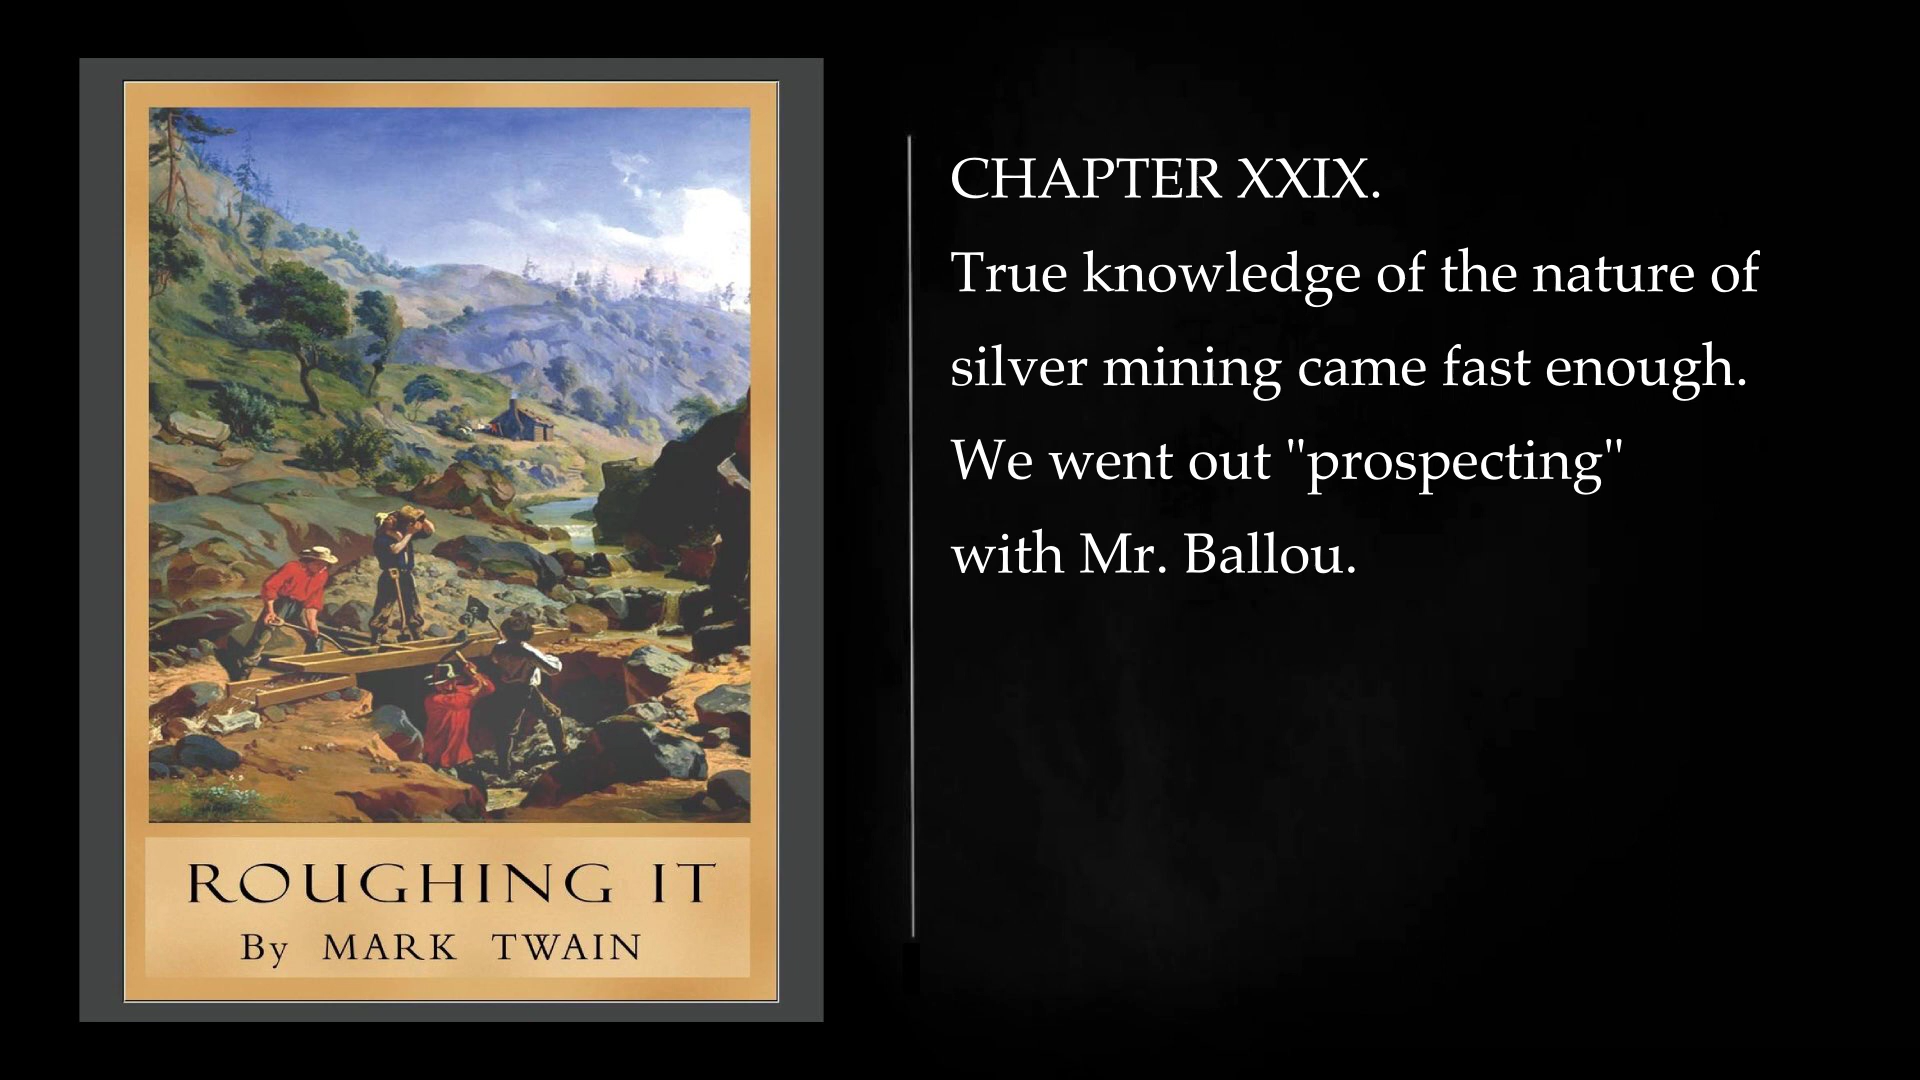 ROUGHING IT
By MARK TWAIN
CHAPTER XXIX.
True knowledge of the nature of
silver mining came fast enough.
We went out "prospecting"
with Mr. Ballou.